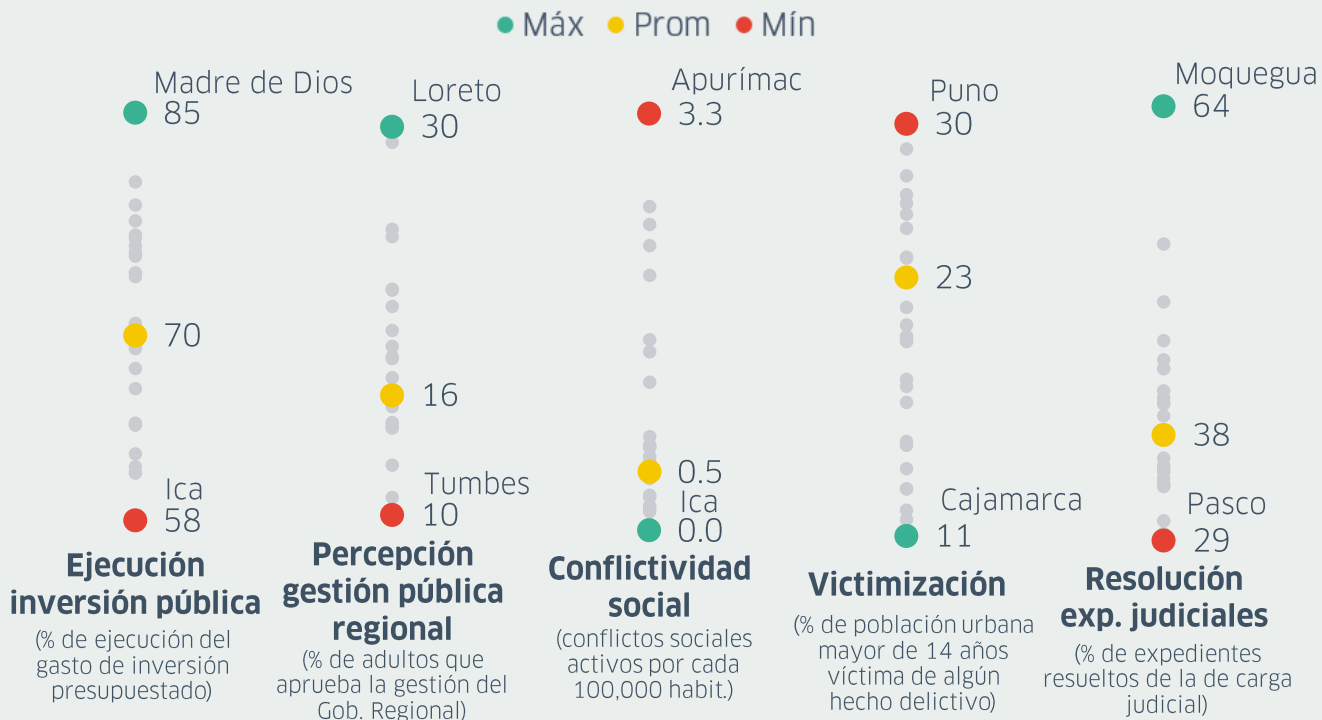 Máx Prom Mín
Madre de Dios
85
70
Ica
58
Ejecución
inversión pública
(% de ejecución del
gasto de inversión
presupuestado)
Loreto
30
16
Tumbes
10
Percepción
gestión pública
regional
(% de adultos que
aprueba la gestión del
Gob. Regional)
Apurímac
3.3
0.5
Ica
0.0
Conflictividad
social
(conflictos sociales
activos por cada
100,000 habit.)
Puno
30
23
Cajamarca
11
Victimización
(% de población urbana
mayor de 14 años
víctima de algún
hecho delictivo)
Moquegua
64
38
Pasco
29
Resolución
exp. judiciales
(% de expedientes
resueltos de la de carga
judicial)